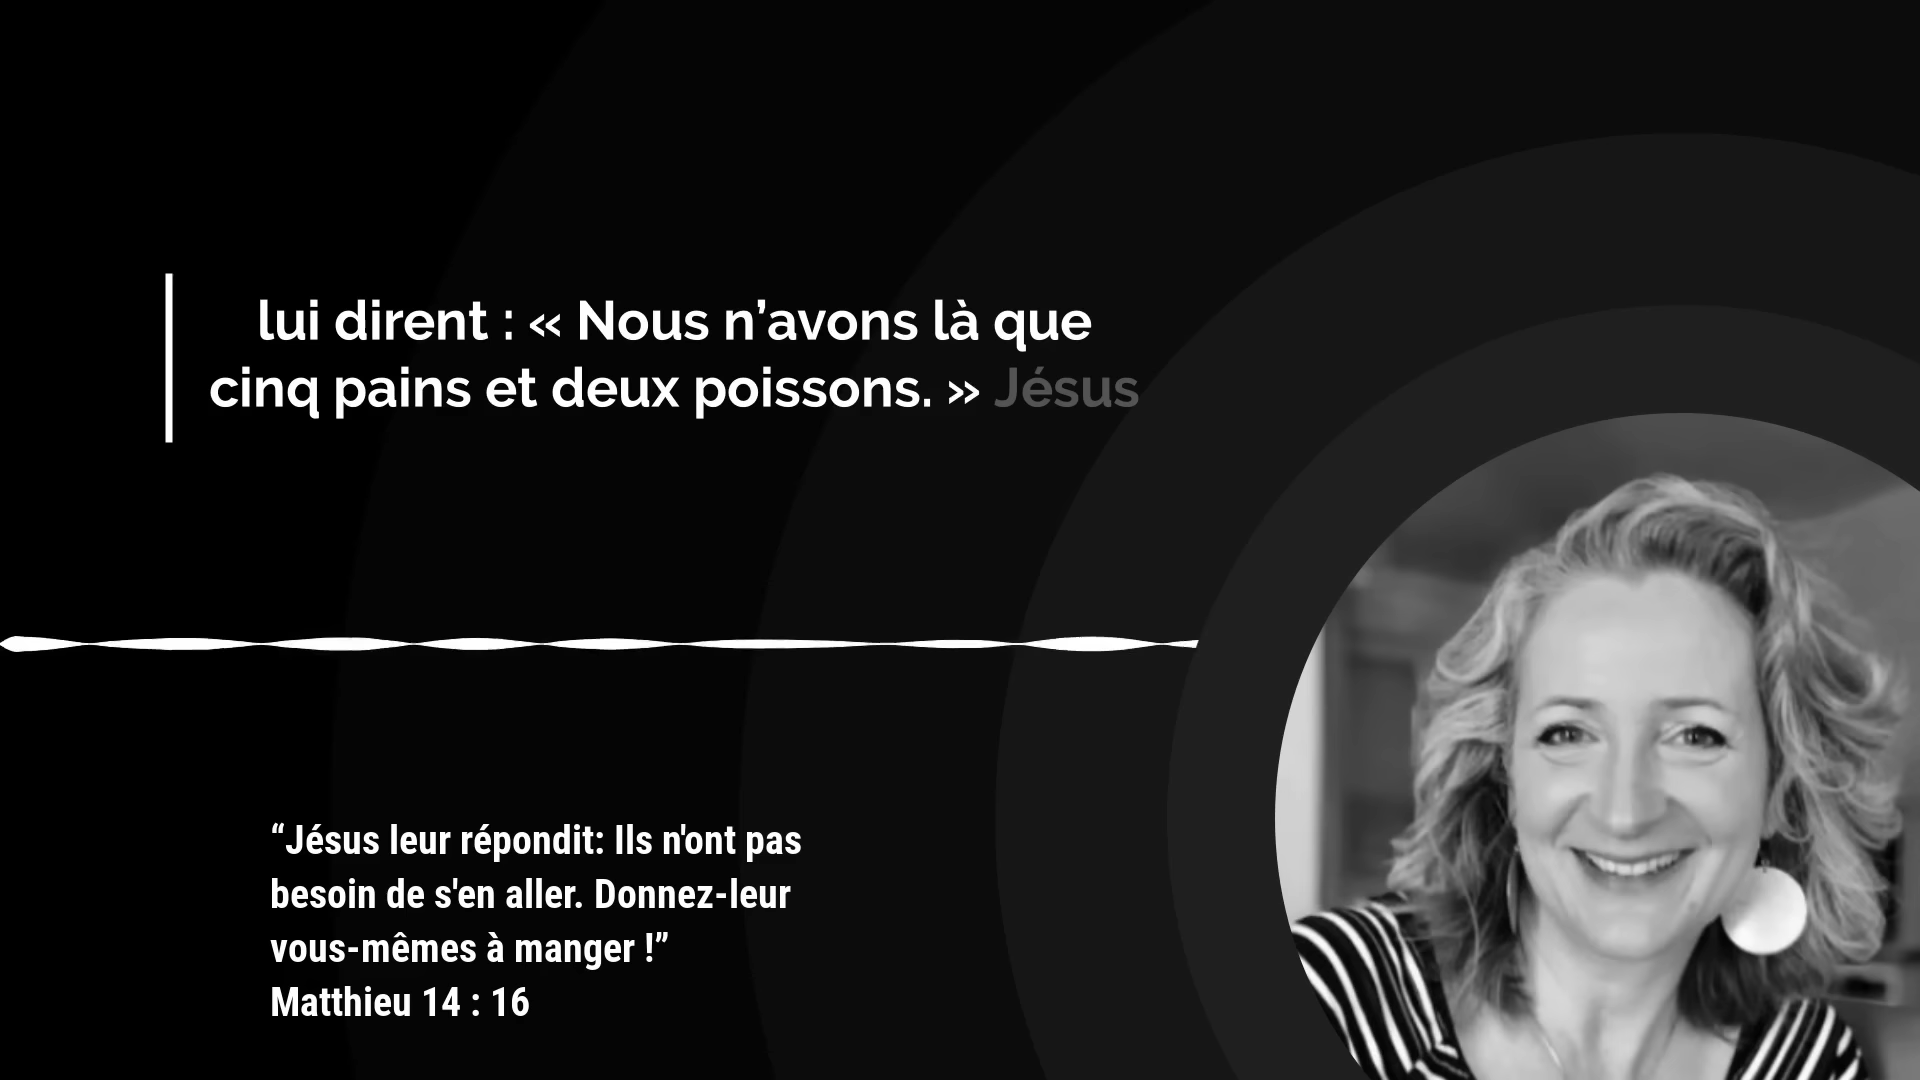 lui dirent : « Nous n’avons là que
cinq pains et deux poissons. » Jésus
“Jésus leur répondit: Ils n'ont pas
besoin de s'en aller. Donnez-leur
vous-mêmes à manger !”
Matthieu 14 : 16